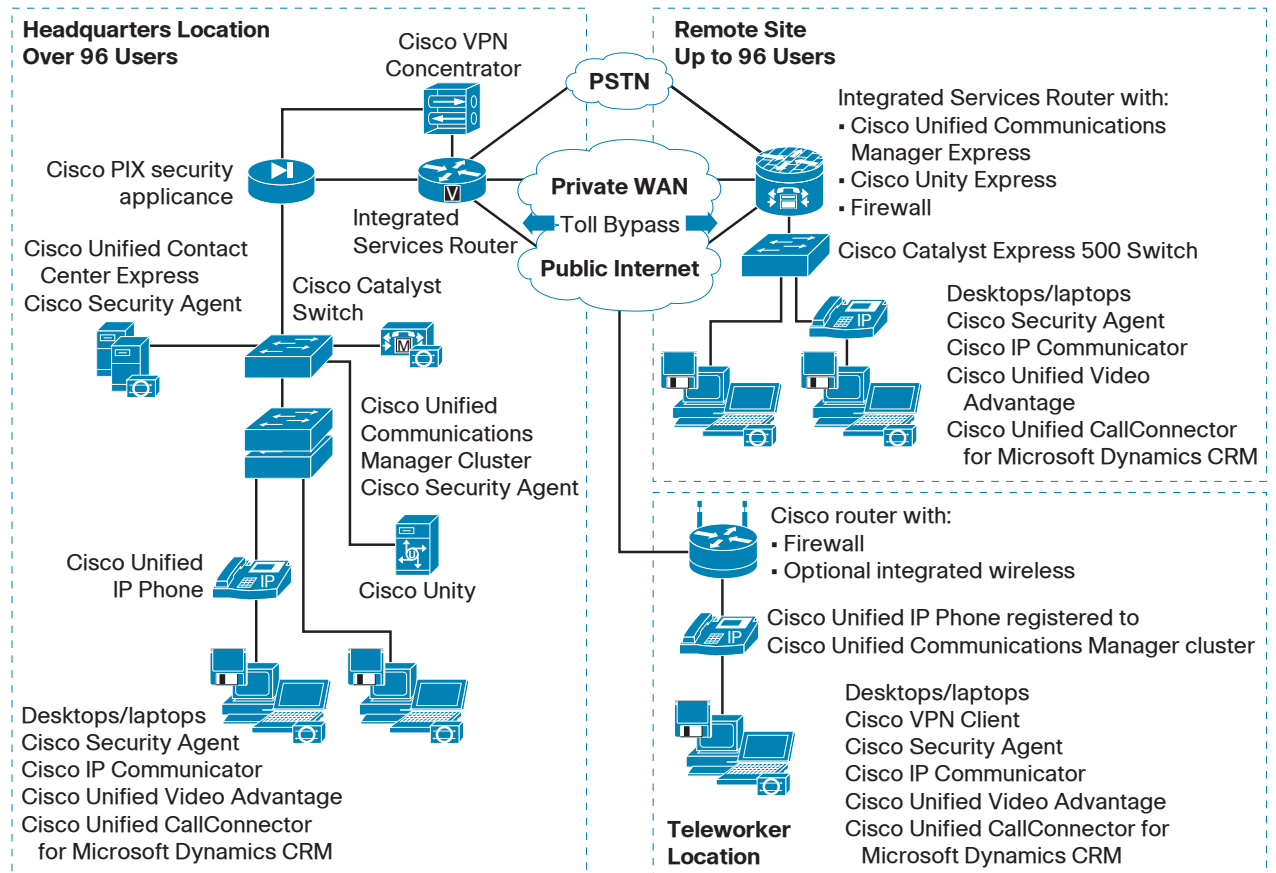 Headquarters Location
Over 96 Users
Cisco VPN
Concentrator
Cisco PIX security
applicance
Integrated
Services Router
V
Cisco Unified Contact
Center Express
Cisco Security Agent
Cisco Catalyst
Switch
M
Cisco Unified
Communications
Manager Cluster
Cisco Security Agent
Cisco Unified
IP Phone
IP
Cisco Unity
Desktops/laptops
Cisco Security Agent
Cisco IP Communicator
Cisco Unified Video Advantage
Cisco Unified CallConnector
for Microsoft Dynamics CRM
PSTN
Private WAN
Toll Bypass
Public Internet
Remote Site
Up to 96 Users
Integrated Services Router with:
▪ Cisco Unified Communications
Manager Express
▪ Cisco Unity Express
▪ Firewall
Cisco Catalyst Express 500 Switch
IP
Desktops/laptops
Cisco Security Agent
Cisco IP Communicator
Cisco Unified Video
Advantage
Cisco Unified CallConnector
for Microsoft Dynamics CRM
Cisco router with:
▪ Firewall
▪ Optional integrated wireless
IP
Cisco Unified IP Phone registered to
Cisco Unified Communications Manager cluster
Desktops/laptops
Cisco VPN Client
Cisco Security Agent
Cisco IP Communicator
Cisco Unified Video Advantage
Cisco Unified CallConnector for
Microsoft Dynamics CRM
Teleworker
Location